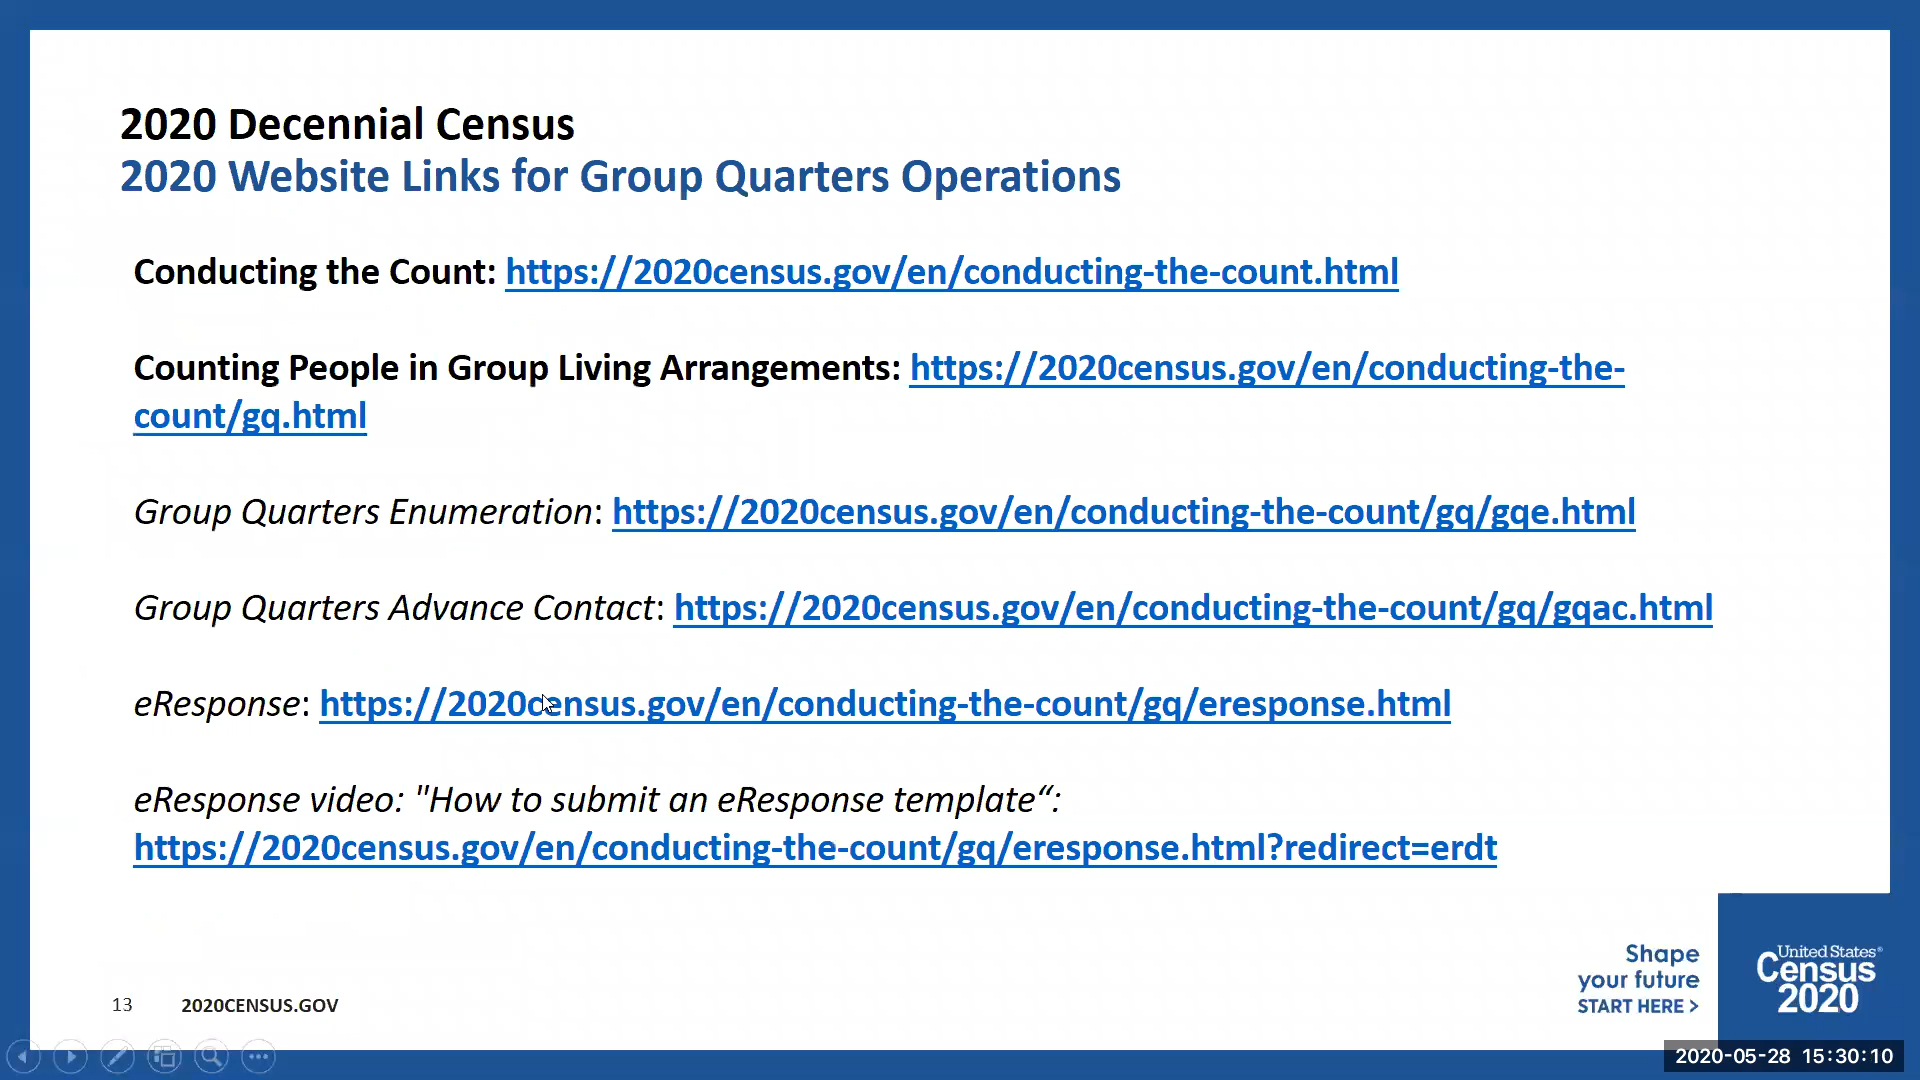 2020 Decennial Census
2020 Website Links for Group Quarters Operations
Conducting the Count: https://2020census.gov/en/conducting-the-count.html
Counting People in Group Living Arrangements: https://2020census.gov/en/conducting-the-
count/gq.html
Group Quarters Enumeration: https://2020census.gov/en/conducting-the-count/gq/gqe.html
Group Quarters Advance Contact: https://2020census.gov/en/conducting-the-count/gq/gqac.html
eResponse: https://2020census.gov/en/conducting-the-count/gq/eresponse.html
eResponse video: "How to submit an eResponse template“:
https://2020census.gov/en/conducting-the-count/gq/eresponse.html?redirect=erdt
Shape
your future
START HERE >
United States®
Census
2020
13 2020CENSUS.GOV
2020-05-28 15:30:10